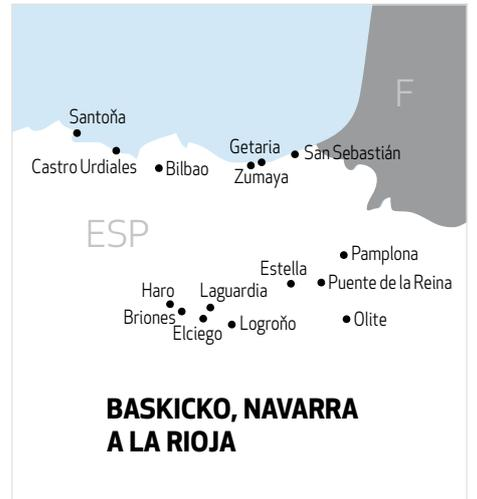 F
Santoňa
Castro Urdiales
Bilbao
Getaria
Zumaya
San Sebastián
ESP
Pamplona
Estella
Puente de la Reina
Haro
Laguardia
Briones
Elciego
Logroňo
Olite
BASKICKO, NAVARRA
A LA RIOJA